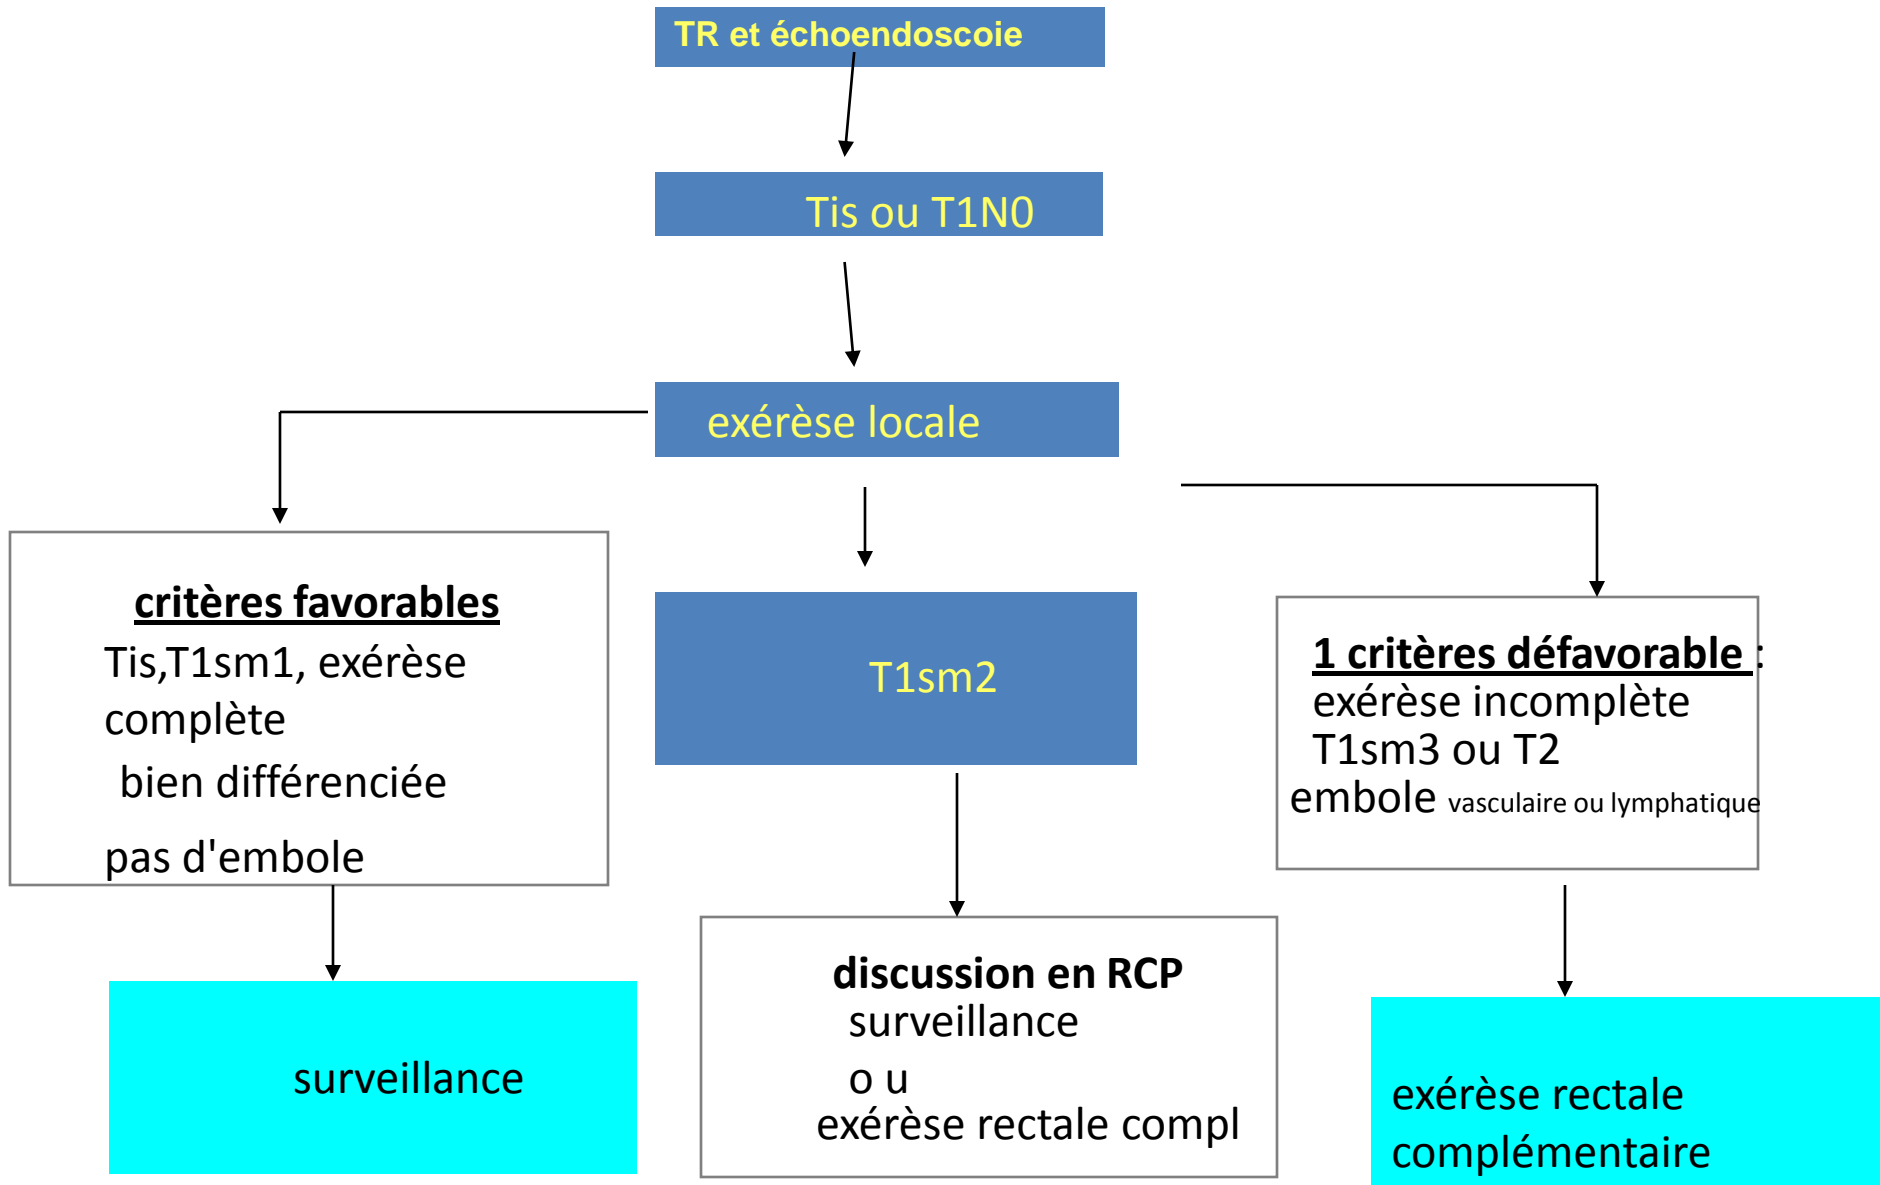 TR et échoendoscoie
Tis ou T1N0
exérèse locale
critères favorables
Tis,T1sm1, exérèse
complète
bien différenciée
pas d'embole
T1sm2
1 critères défavorable :
exérèse incomplète
T1sm3 ou T2
embole vasculaire ou lymphatique
surveillance
discussion en RCP
surveillance
o u
exérèse rectale compl
exérèse rectale
complémentaire